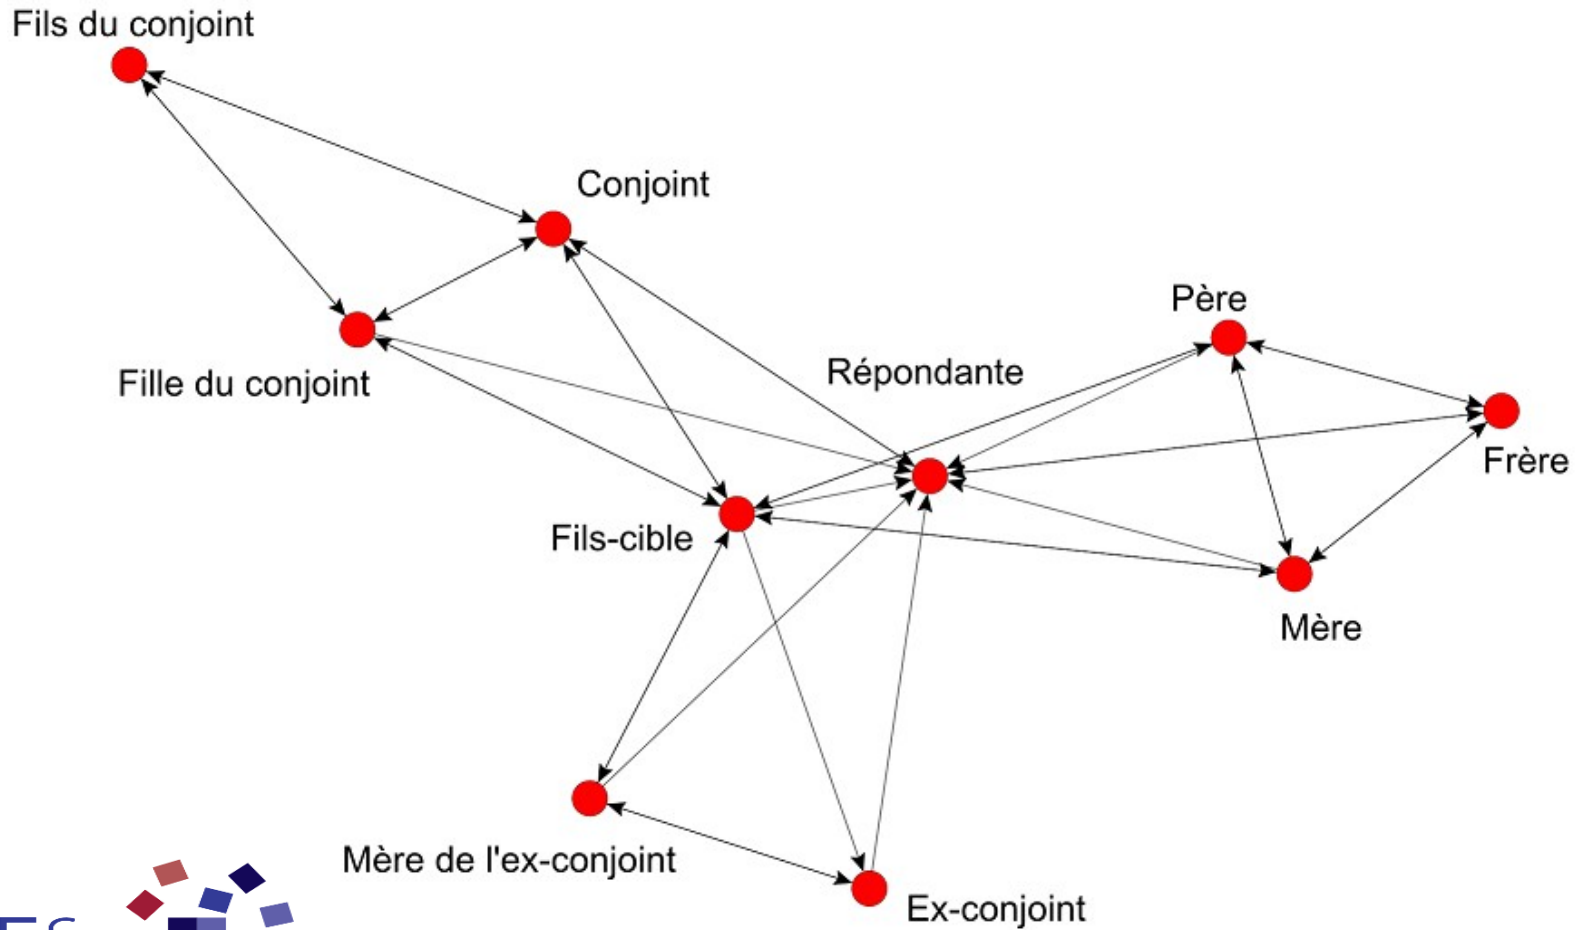 Fils du conjoint
Conjoint
Père
Répondante
Fille du conjoint
Frère
Fils-cible
Mère
Mère de l'ex-conjoint
Ex-conjoint